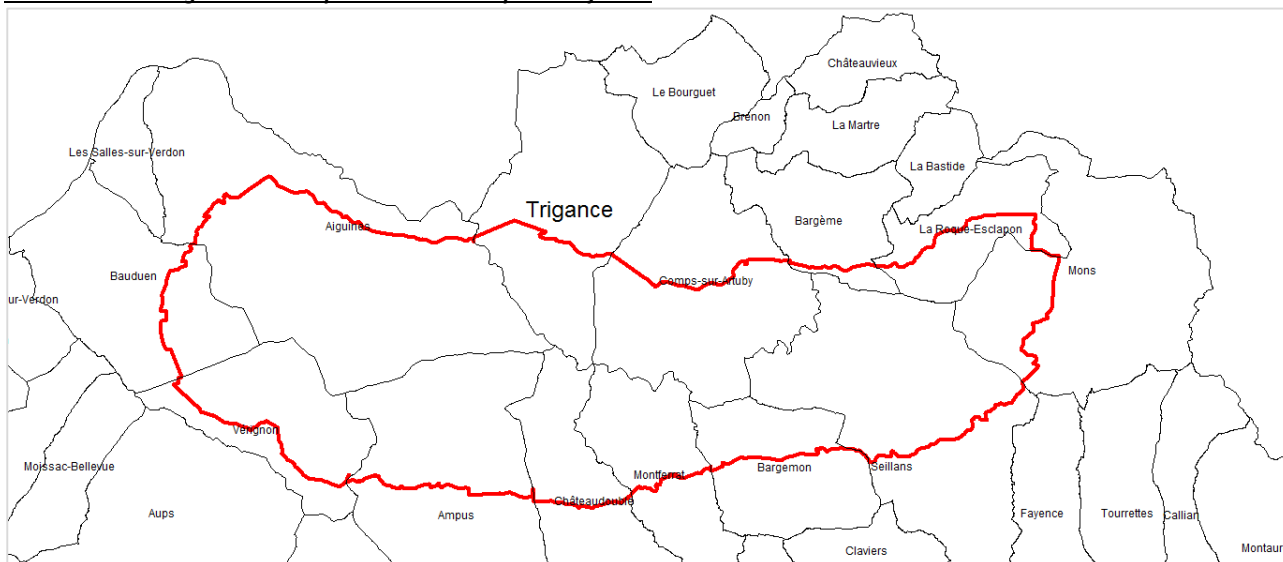 Châteauvieux
Le Bourguet
Brenon
La Martre
Les Salles-sur-Verdon
La Bastide
Trigance
Aiguines
Bargème
La Roque-Esclapon
Bauduen
Comps-sur-Artuby
Mons
ur-Verdon
Vérignon
Moissac-Bellevue
Montferrat
Bargemon
Seillans
Châteaudouble
Aups
Ampus
Fayence
Tourrettes
Callian
Claviers
Montaur